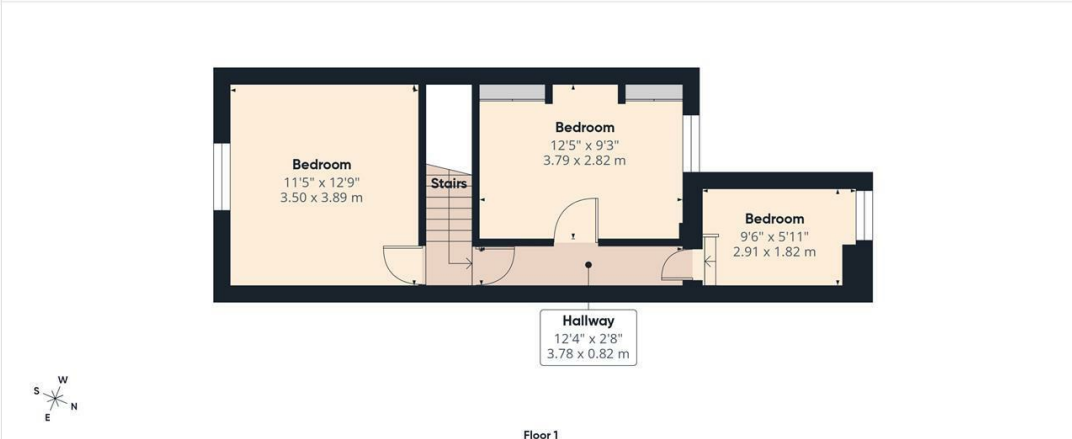 Bedroom
11'5" x 12'9"
3.50 x 3.89 m
Stairs
Bedroom
12'5" x 9'3"
3.79 x 2.82 m
Bedroom
9'6" x 5'11"
2.91 x 1.82 m
Hallway
12'4" x 2'8"
3.78 x 0.82 m
W
S
N
E
Floor 1